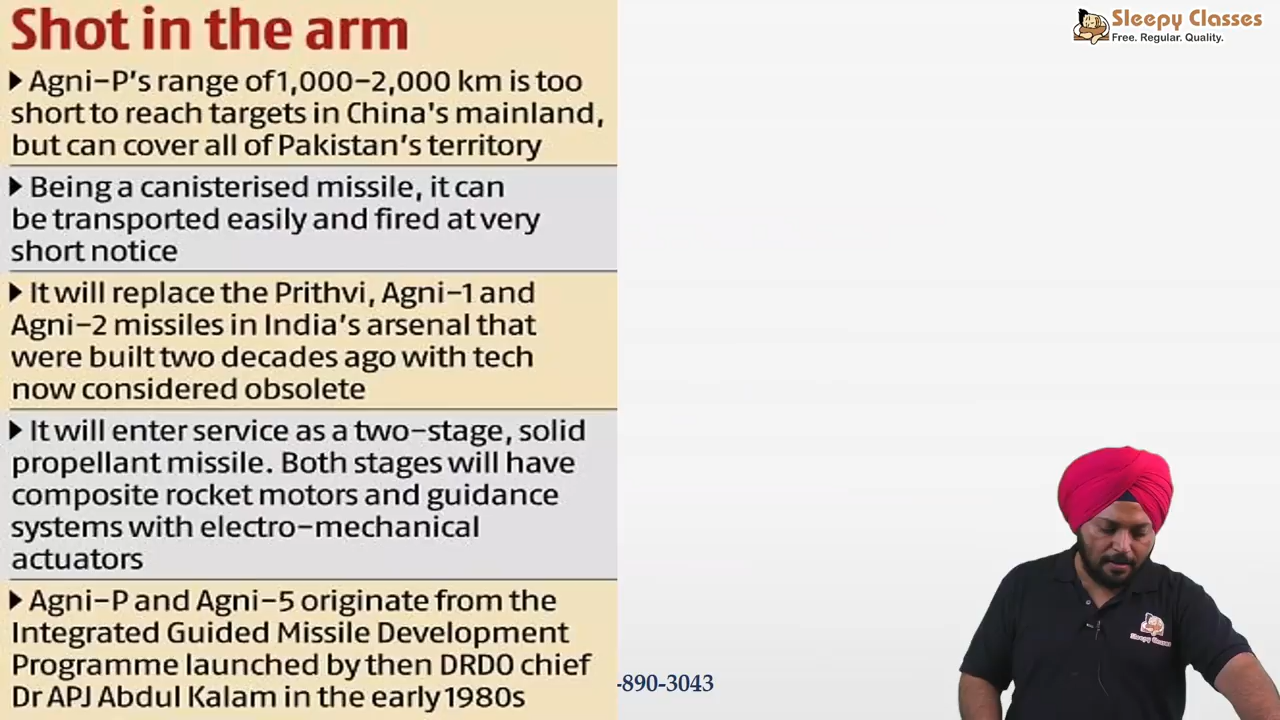 Shot in the arm
Agni-P's range of 1,000-2,000 km is too
short to reach targets in China's mainland,
but can cover all of Pakistan's territory
Being a canisterised missile, it can
be transported easily and fired at very
short notice
It will replace the Prithvi, Agni-1 and
Agni-2 missiles in India's arsenal that
were built two decades ago with tech
now considered obsolete
It will enter service as a two-stage, solid
propellant missile. Both stages will have
composite rocket motors and guidance
systems with electro-mechanical
actuators
Agni-P and Agni-5 originate from the
Integrated Guided Missile Development
Programme launched by then DRDO chief
Dr APJ Abdul Kalam in the early 1980s
-890-3043
Sleepy Classes
Free. Regular. Quality.
Sleepy Classes